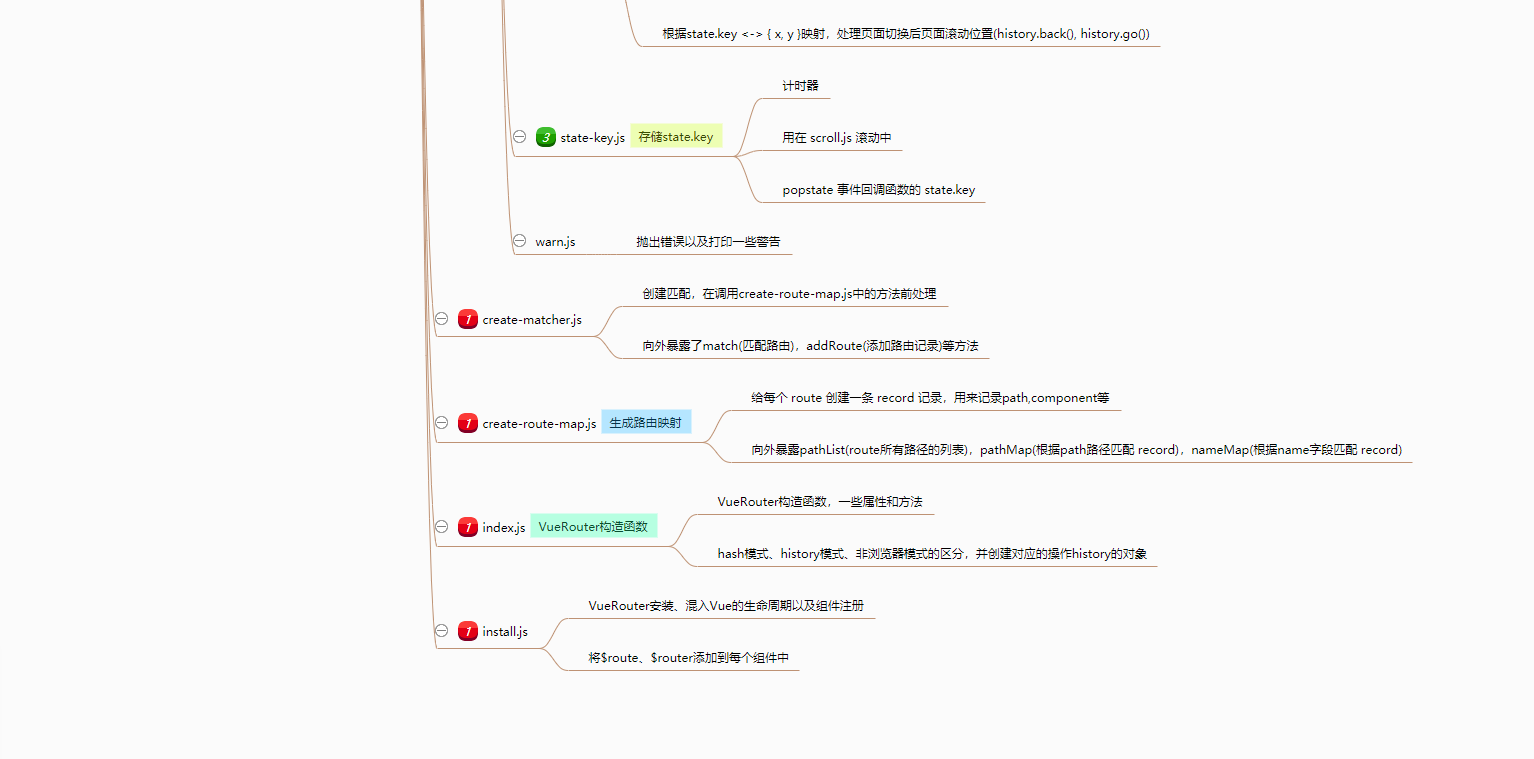 根据state.key <-> { x, y }映射，处理页面切换后页面滚动位置(history.back(), history.go())
计时器
3 state-key.js 存储state.key
用在 scroll.js 滚动中
popstate 事件回调函数的 state.key
warn.js 抛出错误以及打印一些警告
创建匹配，在调用create-route-map.js中的方法前处理
1 create-matcher.js
向外暴露了match(匹配路由)，addRoute(添加路由记录)等方法
给每个 route 创建一条 record 记录，用来记录path,component等
1 create-route-map.js 生成路由映射
向外暴露pathList(route所有路径的列表)，pathMap(根据path路径匹配 record)，nameMap(根据name字段匹配 record)
VueRouter构造函数，一些属性和方法
1 index.js VueRouter构造函数
hash模式、history模式、非浏览器模式的区分，并创建对应的操作history的对象
VueRouter安装、混入Vue的生命周期以及组件注册
1 install.js
将$route、$router添加到每个组件中